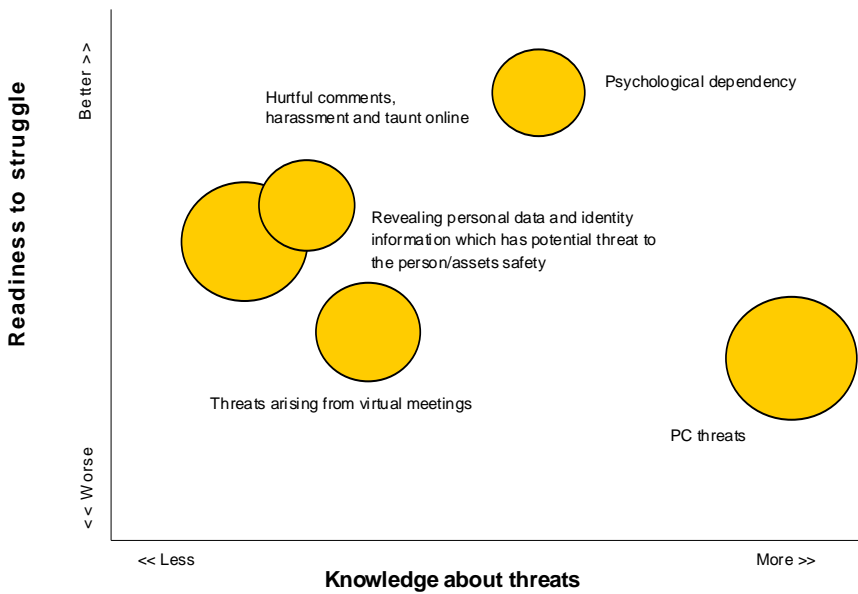 Readiness to struggle
Better >>
<< Worse
Psychological dependency
Hurtful comments,
harassment and taunt online
Revealing personal data and identity
information which has potential threat to
the person/assets safety
Threats arising from virtual meetings
PC threats
<< Less
More >>
Knowledge about threats